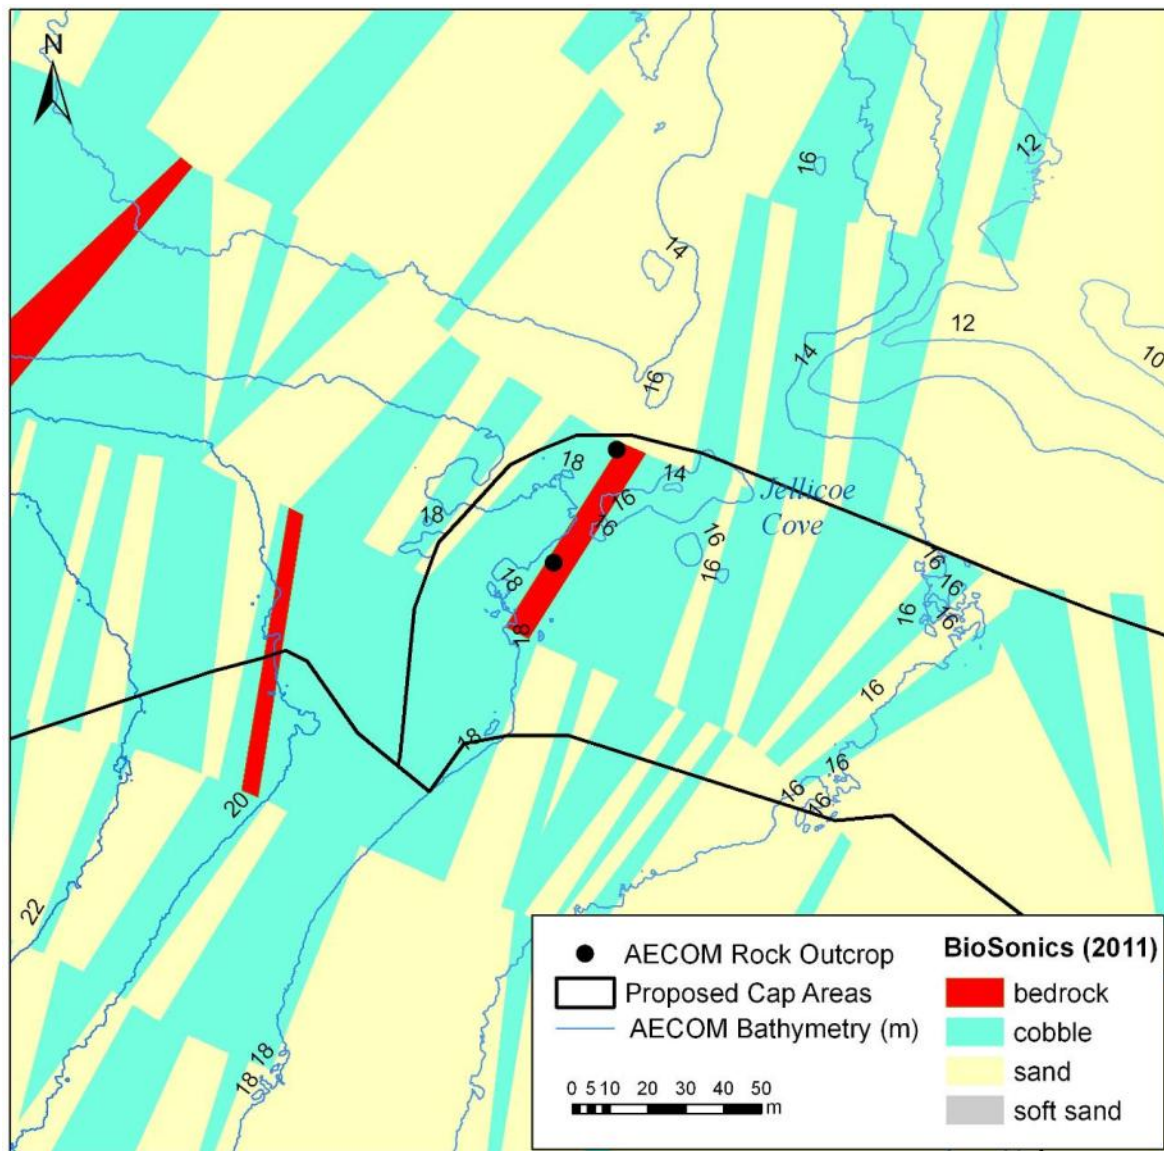 N
12
16
14
12
10
14
16
18
14
16
Jellicoe
Cove
18
16
16
16
18
16
16
16
16
18
16
18
16
16
16
20
22
18
18
AECOM Rock Outcrop
Proposed Cap Areas
AECOM Bathymetry (m)
0 5 10 20 30 40 50
m
BioSonics (2011)
bedrock
cobble
sand
soft sand